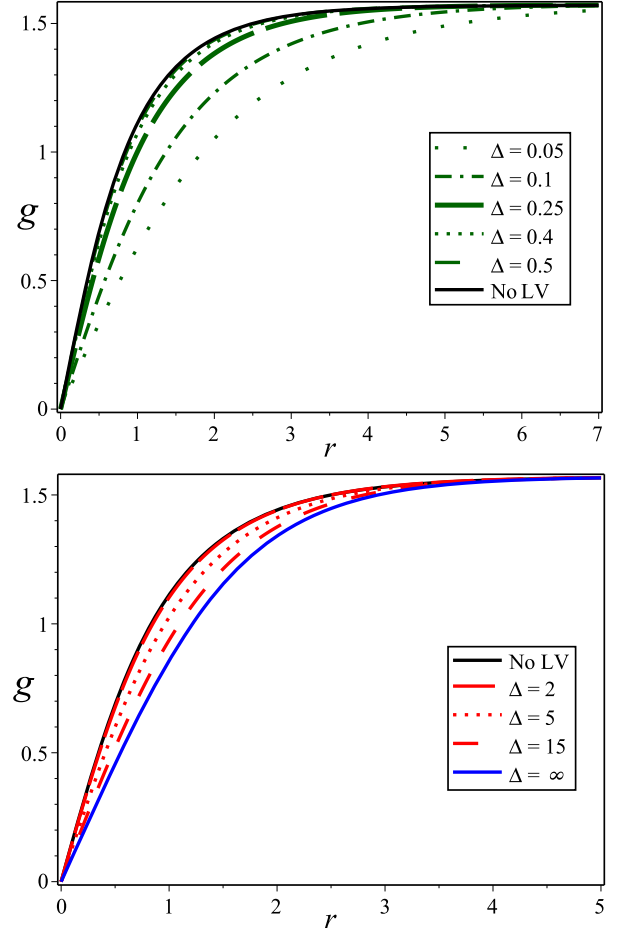 1.5
1
g
0.5
0
Δ = 0.05
Δ = 0.1
Δ = 0.25
Δ = 0.4
Δ = 0.5
No LV
0 1 2 3 4 5 6 7
r
1.5
1
g
0.5
0
No LV
Δ = 2
Δ = 5
Δ = 15
Δ = ∞
0 1 2 3 4 5
r